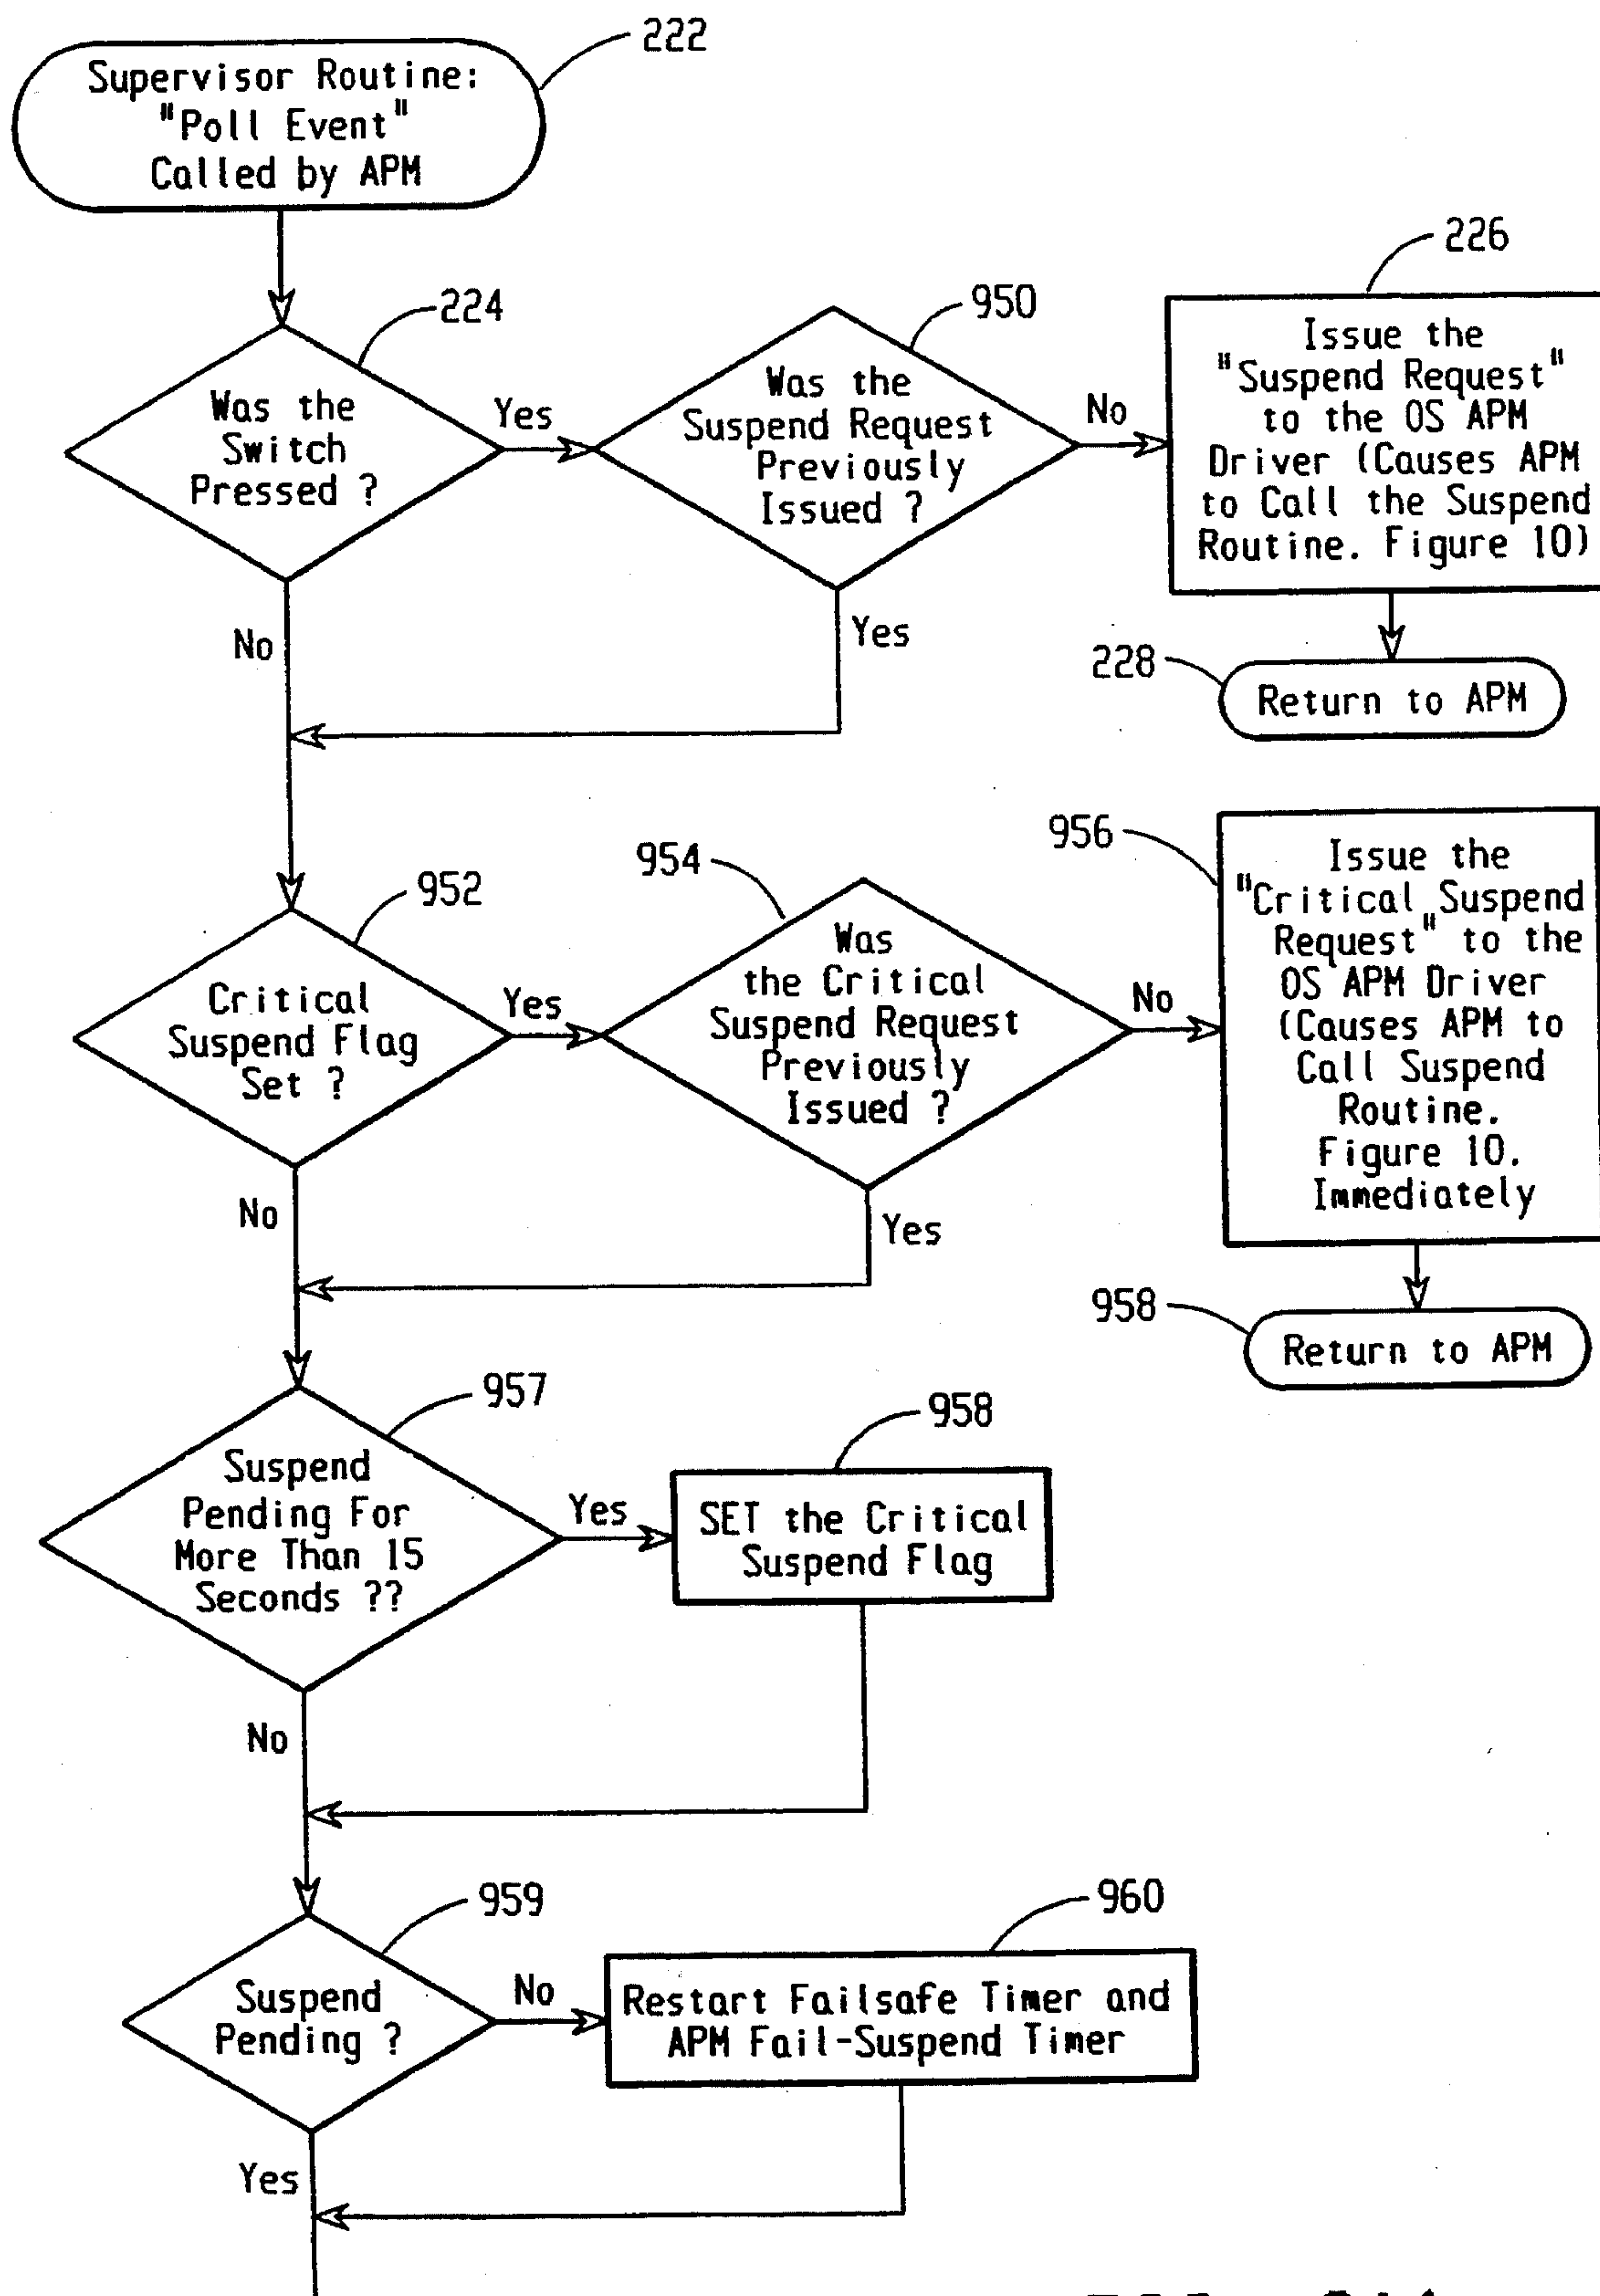 222
Supervisor Routine:
"Poll Event"
Called by APM
224
Was the
Switch
Pressed ?
Yes
No
950
Was the
Suspend Request
Previously
Issued ?
No
Yes
226
Issue the
"Suspend Request"
to the OS APM
Driver (Causes APM
to Call the Suspend
Routine. Figure 10)
228
Return to APM
952
Critical
Suspend Flag
Set ?
Yes
No
954
Was
the Critical
Suspend Request
Previously
Issued ?
No
Yes
956
Issue the
"Critical Suspend
Request" to the
OS APM Driver
(Causes APM to
Call Suspend
Routine.
Figure 10.
Immediately
958
Return to APM
957
Suspend
Pending For
More Than 15
Seconds ??
Yes
No
958
SET the Critical
Suspend Flag
959
Suspend
Pending ?
No
Yes
960
Restart Failsafe Timer and
APM Fail-Suspend Timer